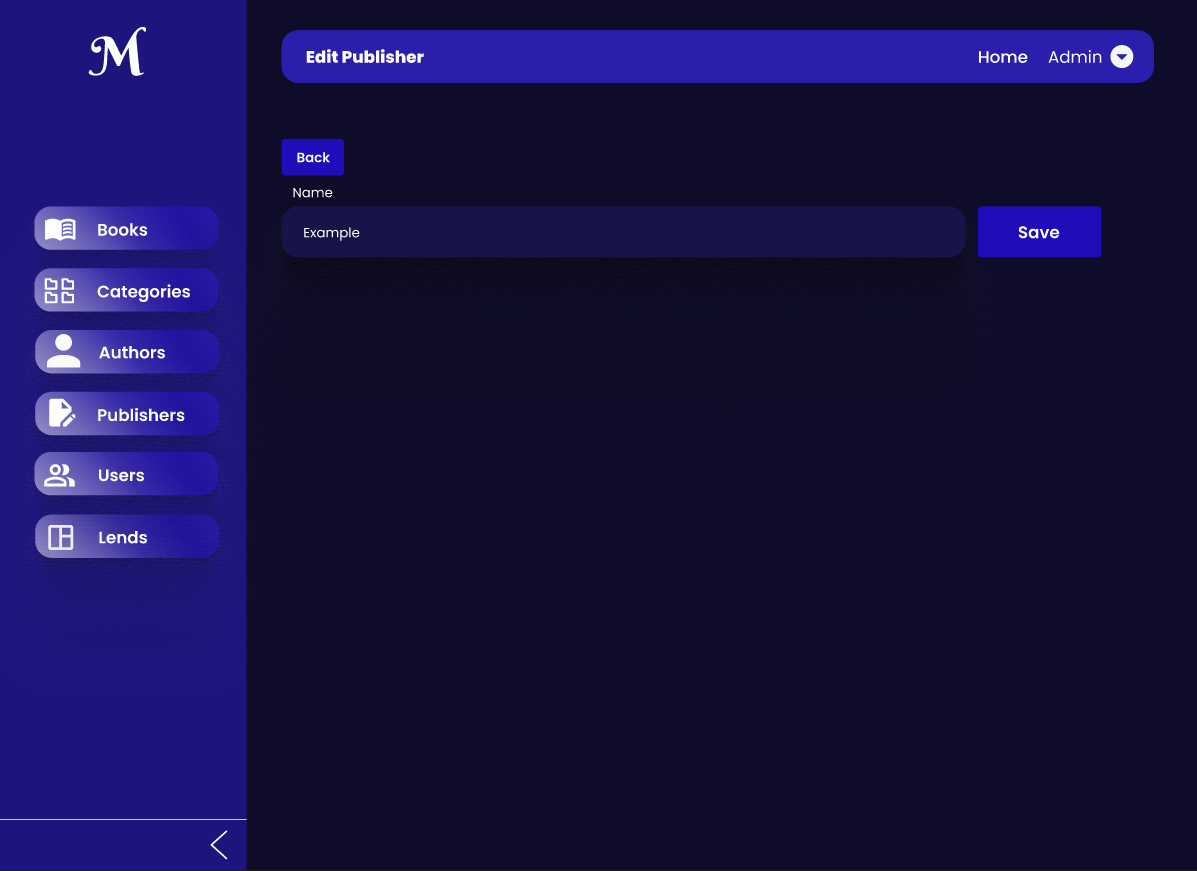 M
Edit Publisher
Home
Admin
Back
Name
Example
Save
Books
Categories
Authors
Publishers
Users
Lends